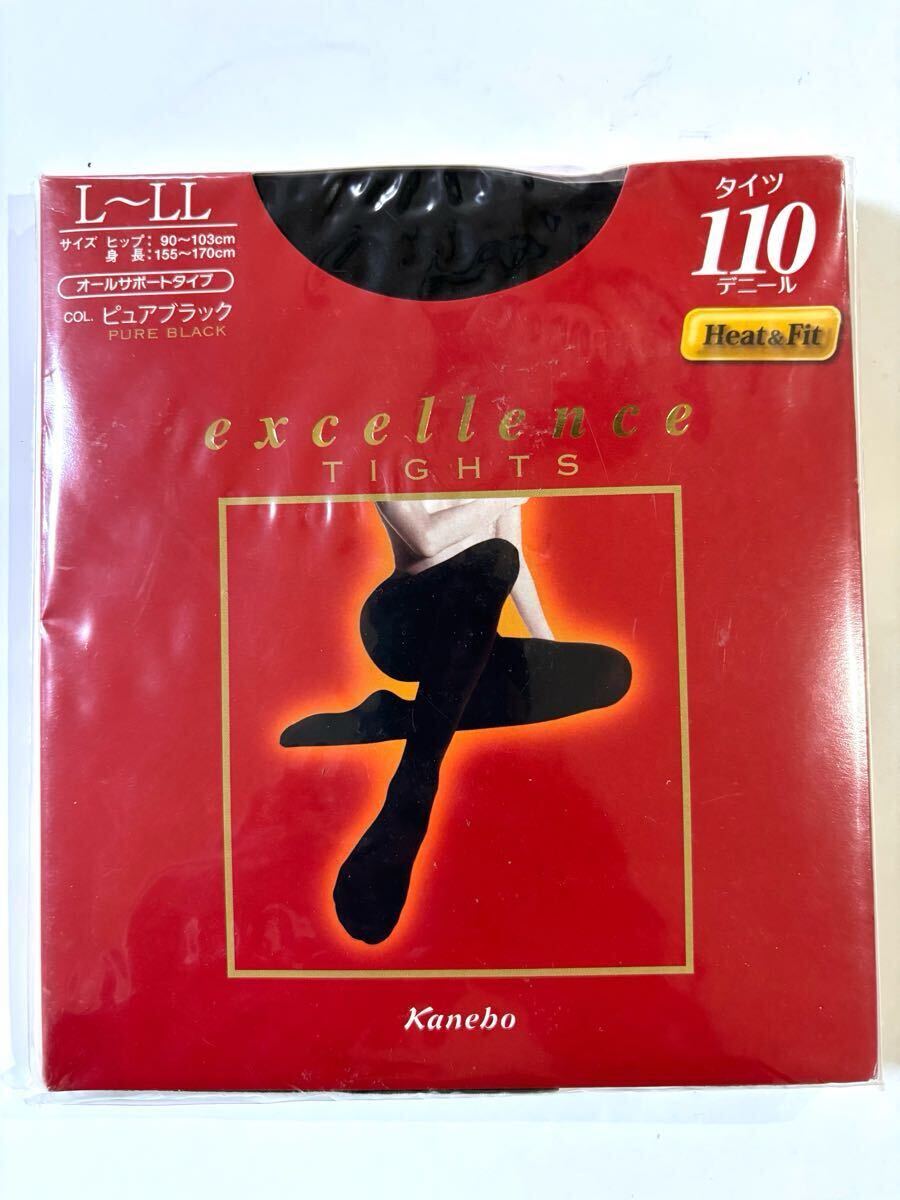 L～LL
サイズ ヒップ：90～103cm
身長：155～170cm
オールサポートタイプ
COL. ピュアブラック
PURE BLACK
タイツ
110
デニール
Heat&Fit
excellence
TIGHTS
Kanebo